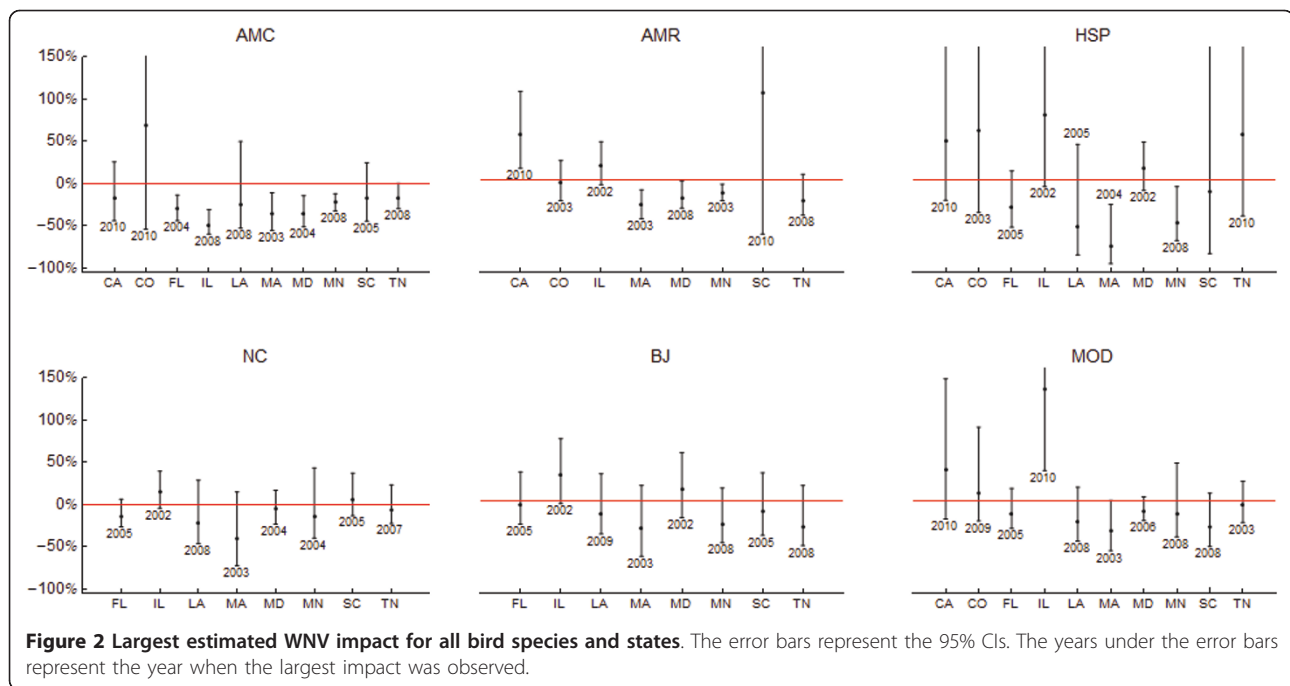 AMC
150%
100%
50%
0%
−50%
−100%
2010 2010 2004 2008 2008 2003 2004 2008 2005 2008
CA CO FL IL LA MA MD MN SC TN
AMR
2010 2003 2002 2003 2008 2003 2010 2008
CA CO IL MA MD MN SC TN
HSP
2010 2003 2005 2002 2005 2004 2002 2008 2010
CA CO FL IL LA MA MD MN SC TN
NC
150%
100%
50%
0%
−50%
−100%
2005 2002 2008 2003 2004 2004 2005 2007
FL IL LA MA MD MN SC TN
BJ
2005 2002 2009 2003 2002 2008 2005 2008
FL IL LA MA MD MN SC TN
MOD
2010 2009 2005 2010 2008 2003 2006 2008 2008 2003
CA CO FL IL LA MA MD MN SC TN
Figure 2 Largest estimated WNV impact for all bird species and states. The error bars represent the 95% CIs. The years under the error bars
represent the year when the largest impact was observed.